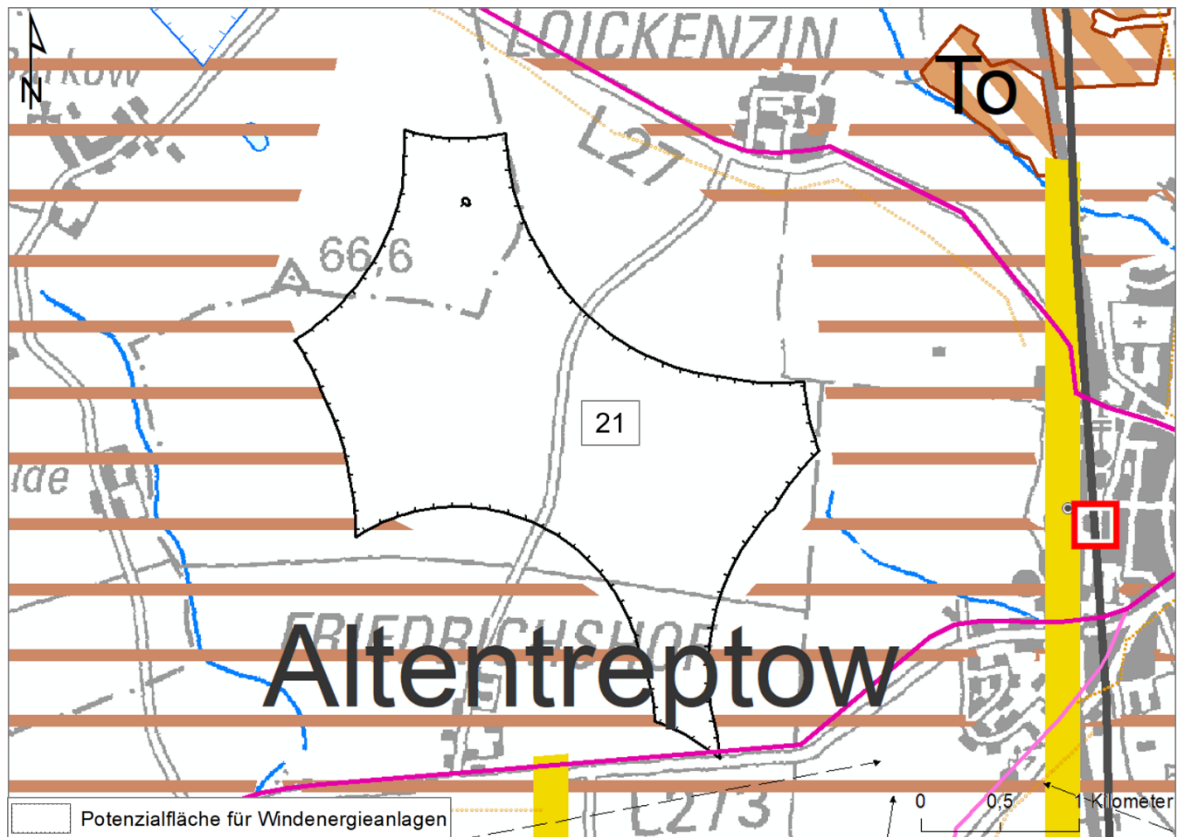 LOICKENZIN
To
N
L27
66,6
21
FRIEDRICHSHOF
Altentreptow
0 0,5 1 Kilometer
L273
Potenzialfläche für Windenergieanlagen